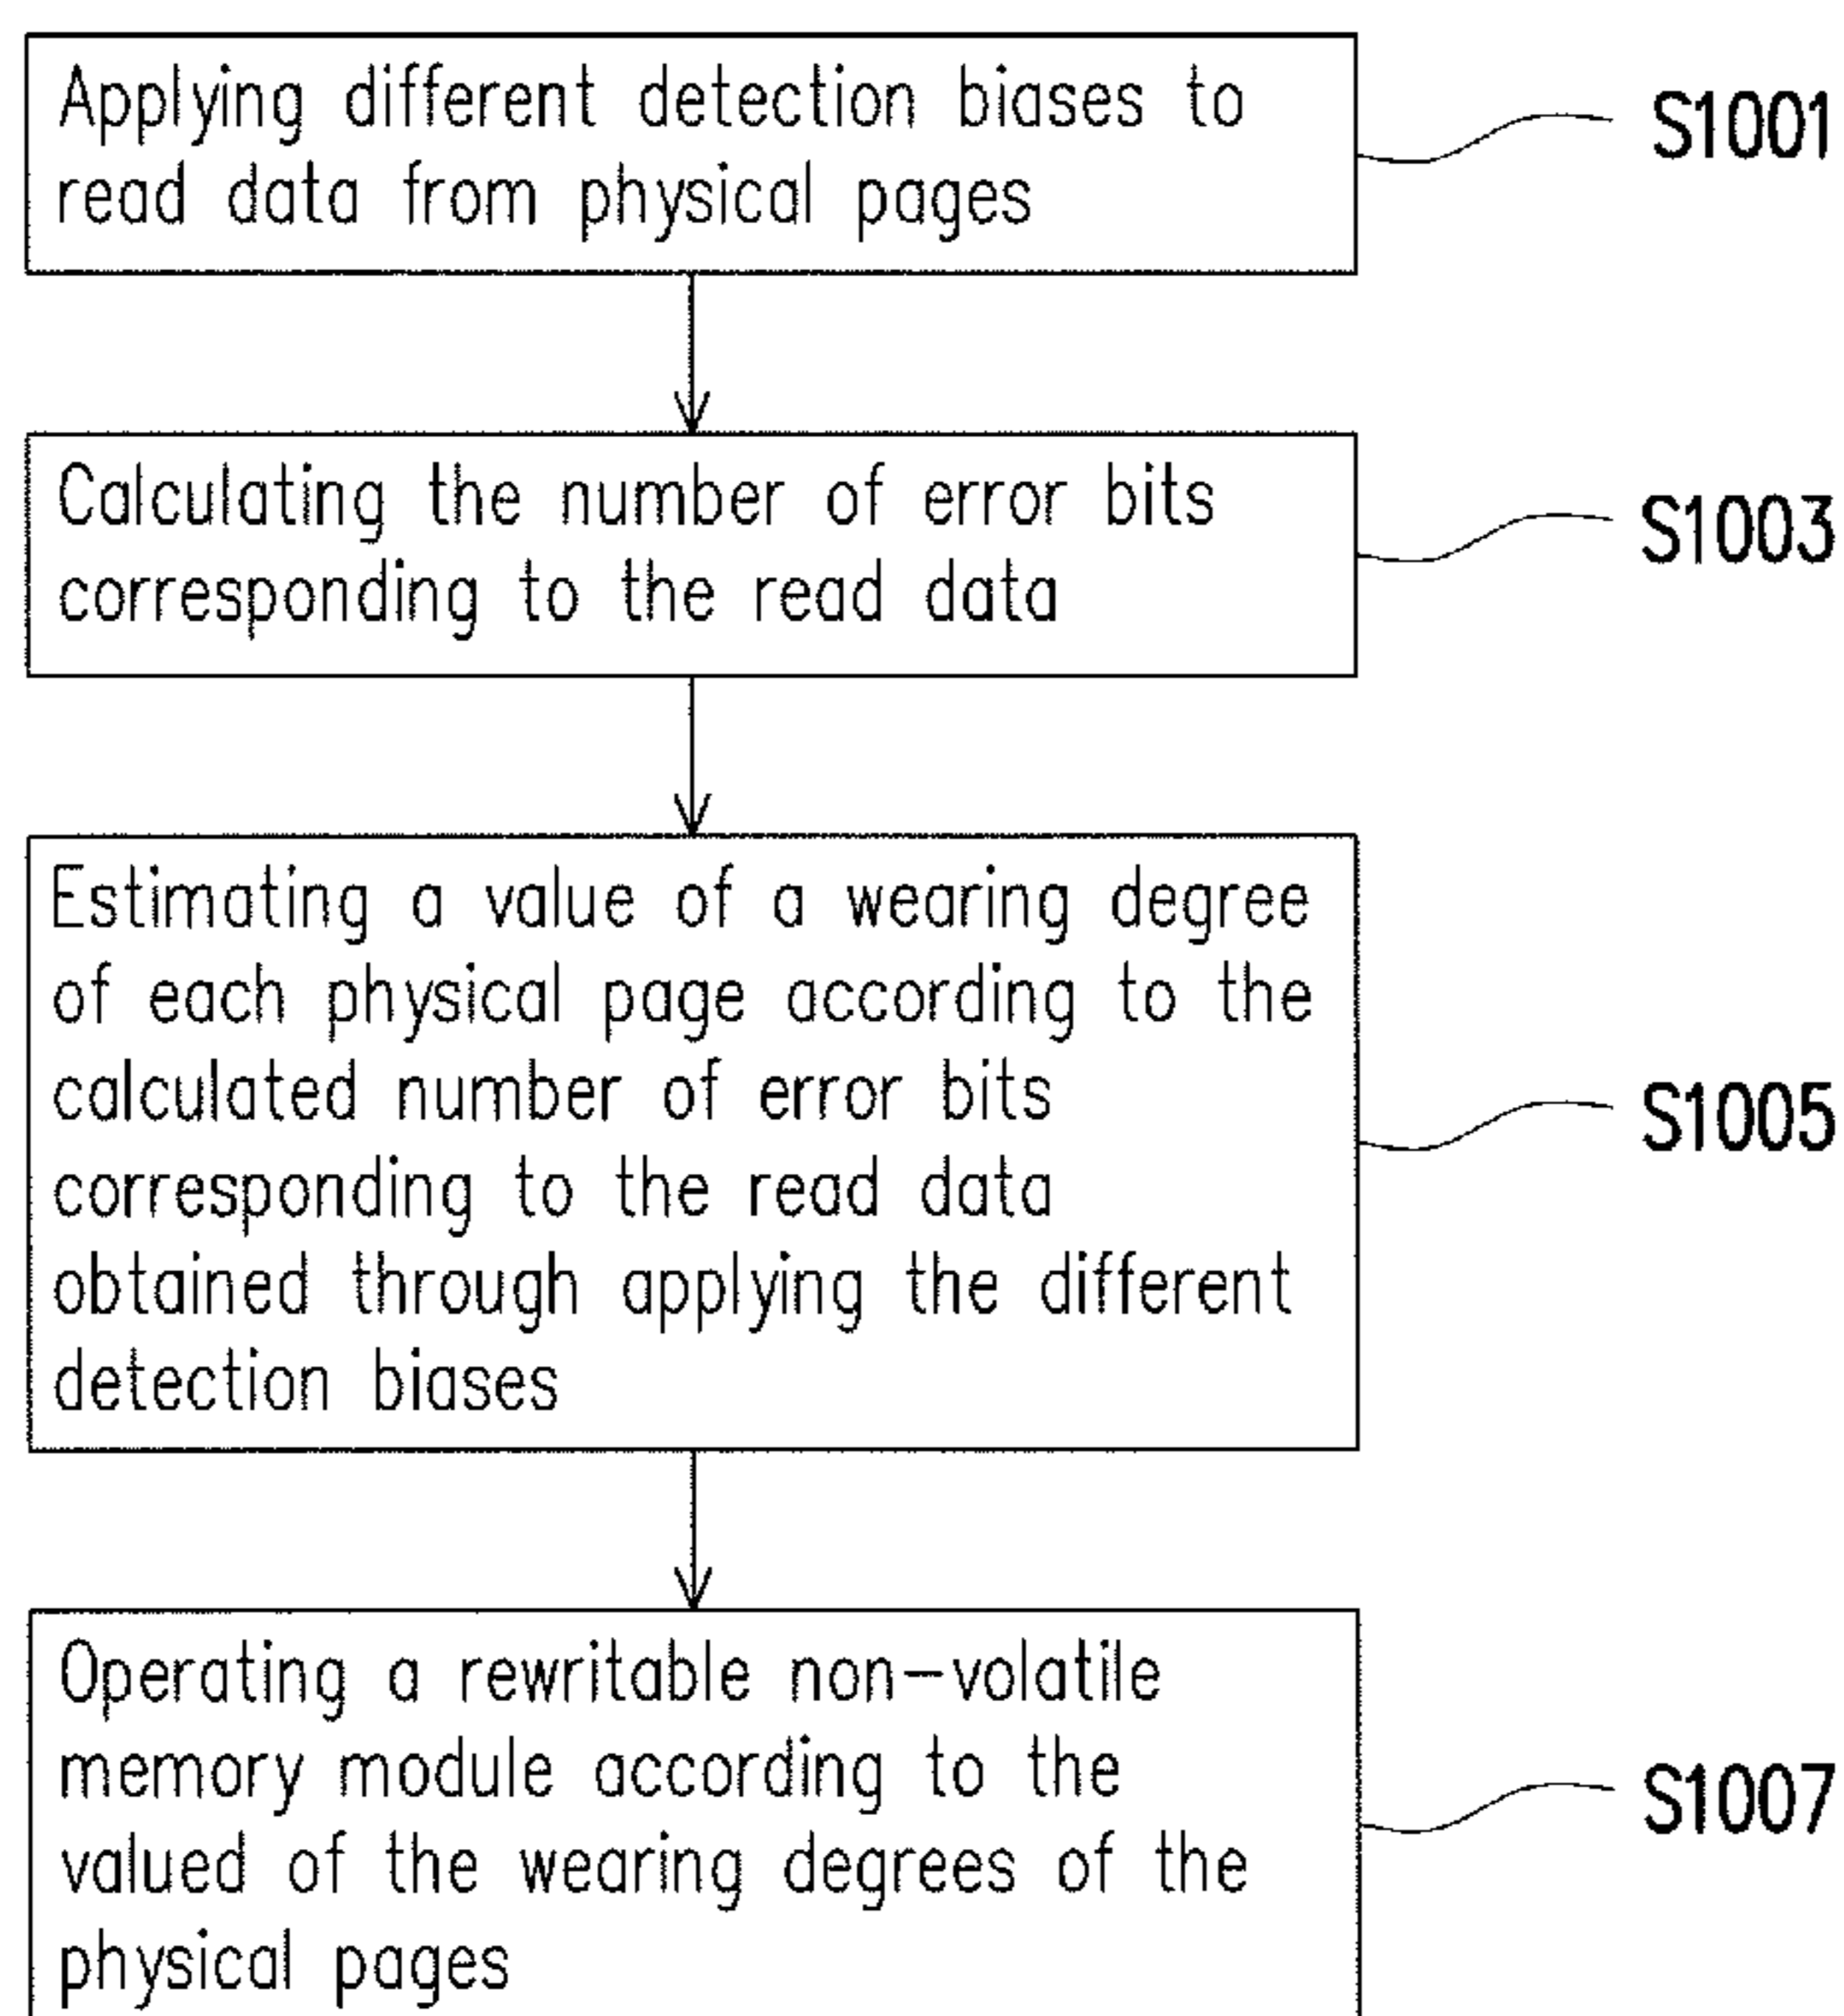 Applying different detection biases to
read data from physical pages
S1001
Calculating the number of error bits
corresponding to the read data
S1003
Estimating a value of a wearing degree
of each physical page according to the
calculated number of error bits
corresponding to the read data
obtained through applying the different
detection biases
S1005
Operating a rewritable non-volatile
memory module according to the
valued of the wearing degrees of the
physical pages
S1007